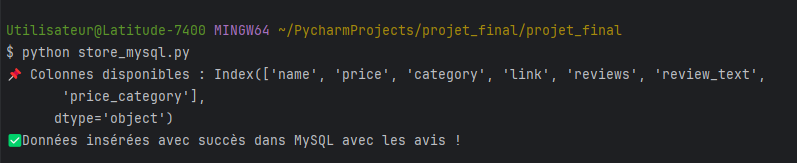 Utilisateur@Latitude-7400 MINGW64 ~/PycharmProjects/projet_final/projet_final
$ python store_mysql.py
📌 Colonnes disponibles : Index(['name', 'price', 'category', 'link', 'reviews', 'review_text',
       'price_category'],
      dtype='object')
✅Données insérées avec succès dans MySQL avec les avis !